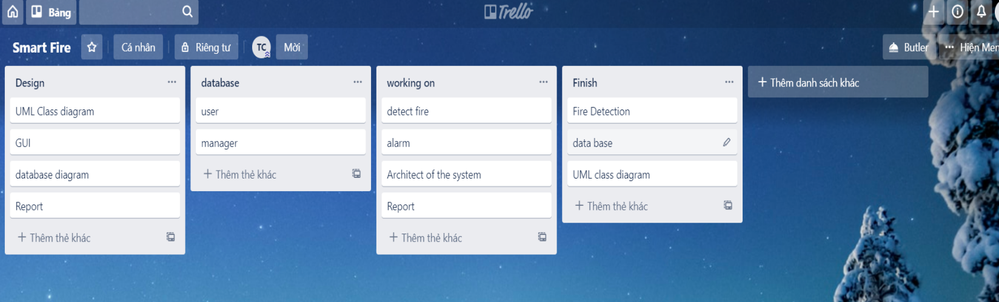 Bảng
Trello
Smart Fire
Cá nhân
Riêng tư
TC
Mời
Butler
Hiện Men
Design
UML Class diagram
GUI
database diagram
Report
+ Thêm thẻ khác
database
user
manager
+ Thêm thẻ khác
working on
detect fire
alarm
Architect of the system
Report
+ Thêm thẻ khác
Finish
Fire Detection
data base
UML class diagram
+ Thêm thẻ khác
+ Thêm danh sách khác